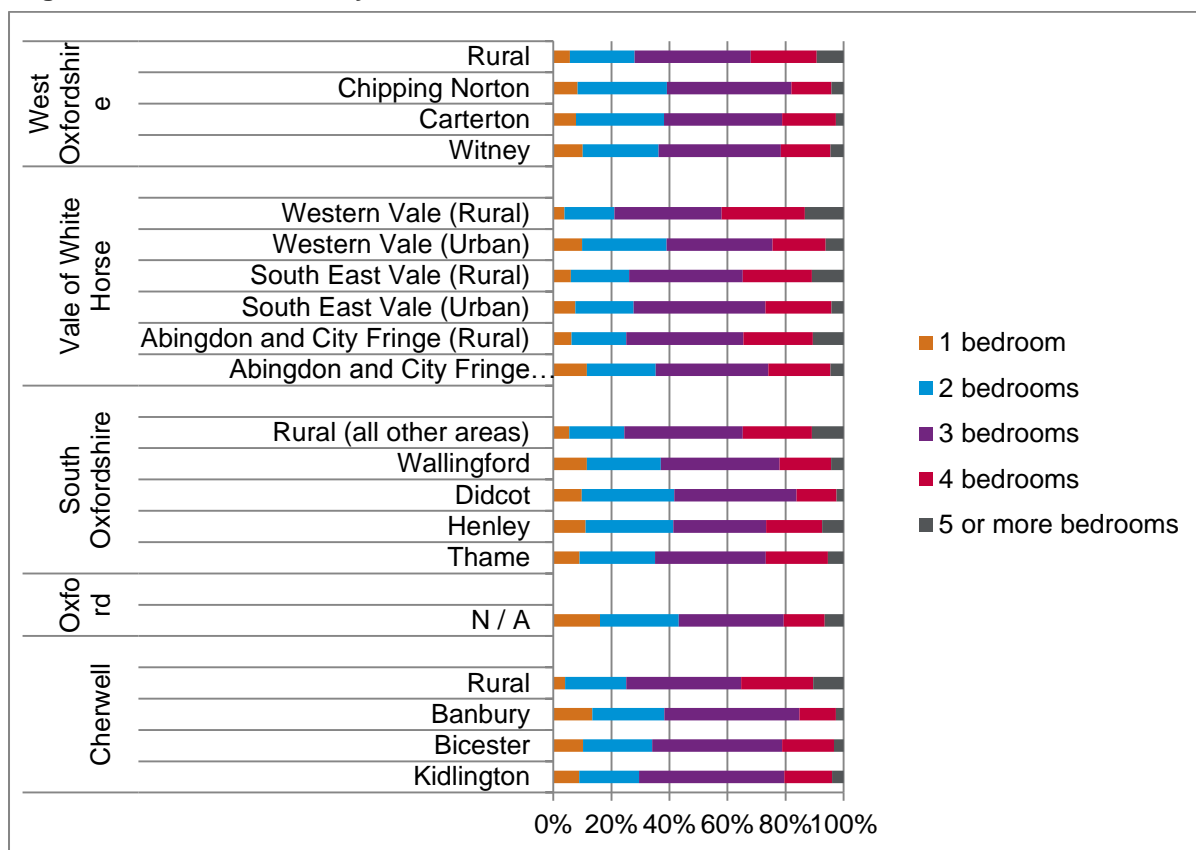 West
Oxfordshir
e
Rural
Chipping Norton
Carterton
Witney
Vale of White
Horse
Western Vale (Rural)
Western Vale (Urban)
South East Vale (Rural)
South East Vale (Urban)
Abingdon and City Fringe (Rural)
Abingdon and City Fringe…
South
Oxfordshire
Rural (all other areas)
Wallingford
Didcot
Henley
Thame
Oxfo
rd
N / A
Cherwell
Rural
Banbury
Bicester
Kidlington
0% 20% 40% 60% 80% 100%
1 bedroom
2 bedrooms
3 bedrooms
4 bedrooms
5 or more bedrooms